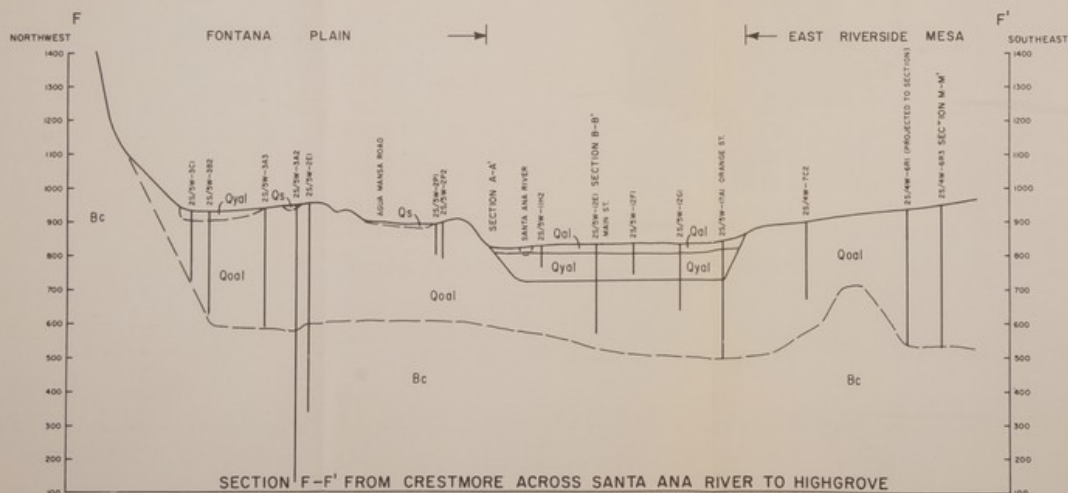 F
F'
NORTHWEST
FONTANA PLAIN
EAST RIVERSIDE MESA
SOUTHEAST
1400
1300
1200
1100
1000
900
800
700
600
500
400
300
200
100
1400
1300
1200
1100
1000
900
800
700
600
500
400
300
200
100
2S/5W-3C1
2S/5W-3B2
2S/5W-3A3
2S/5W-3A2
2S/5W-2E1
AGUA MANSA ROAD
2S/5W-2P1
2S/5W-2P2
SECTION A-A'
SANTA ANA RIVER
2S/5W-11H2
2S/5W-12E1 SECTION B-B'
MAIN ST.
2S/5W-12F1
2S/5W-12G1
2S/5W-1 ORANGE ST.
2S/4W-7C2
2S/4W-6R1 (PROJECTED TO SECTION)
2S/4W-6R3 SECTION M-M'
Qyal
Qs
Qs
Qal
Qal
Qyal
Qyal
Qoal
Qoal
Qoal
Bc
Bc
Bc
SECTION F-F' FROM CRESTMORE ACROSS SANTA ANA RIVER TO HIGHGROVE